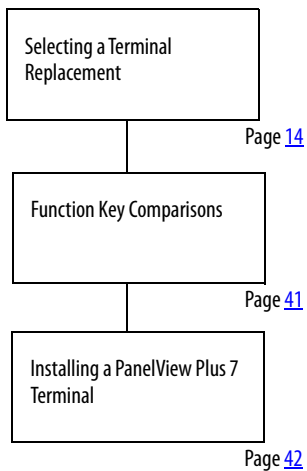 Selecting a Terminal
Replacement
Page 14
Function Key Comparisons
Page 41
Installing a PanelView Plus 7
Terminal
Page 42